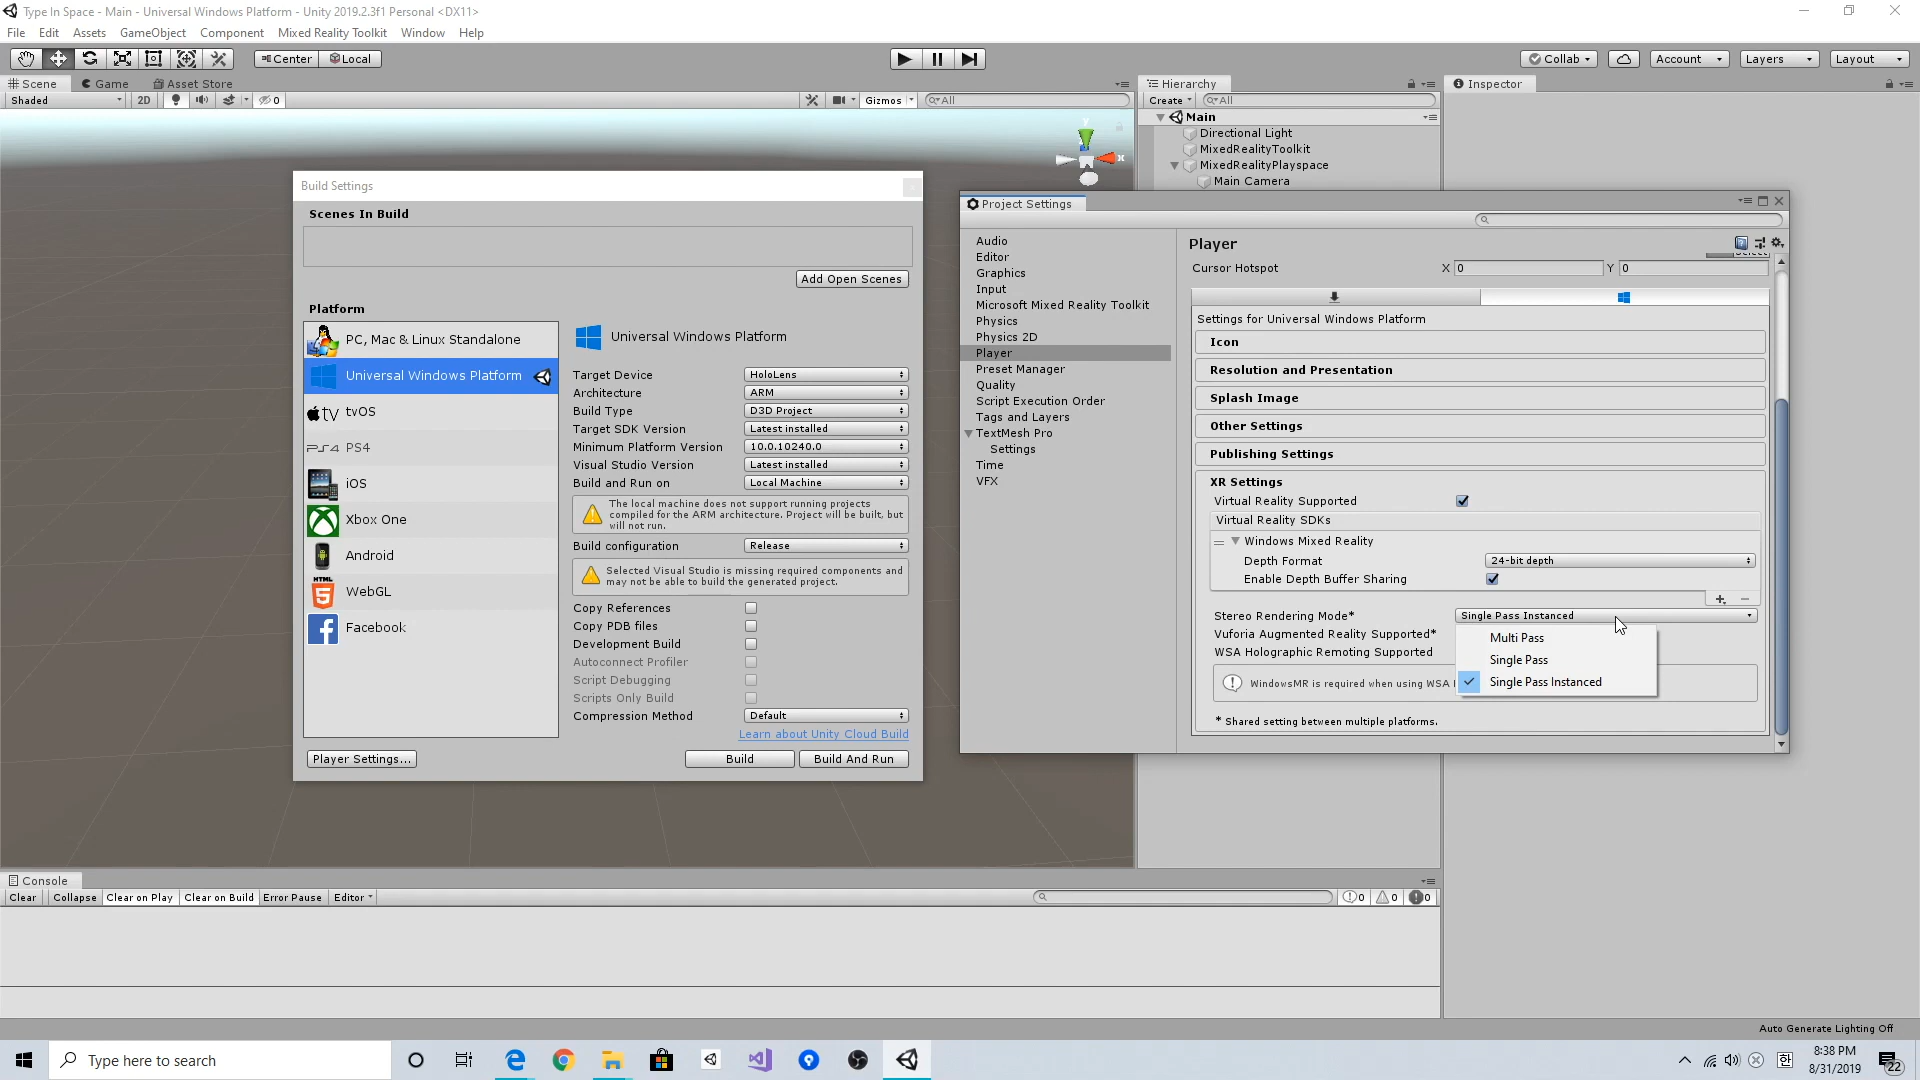 Type In Space - Main - Universal Windows Platform - Unity 2019.2.3f1 Personal <DX11>
File Edit Assets GameObject Component Mixed Reality Toolkit Window Help
Center Local
Collab Account Layers Layout
Scene Game Asset Store
Hierarchy
Inspector
Shaded 2D 0 Gizmos All
Create All
Main
Directional Light
MixedRealityToolkit
MixedRealityPlayspace
Main Camera
y
x
Build Settings
Scenes In Build
Add Open Scenes
Platform
PC, Mac & Linux Standalone
Universal Windows Platform
tv tvOS
PS4
iOS
Xbox One
Android
HTML
WebGL
Facebook
Universal Windows Platform
Target Device HoloLens
Architecture ARM
Build Type D3D Project
Target SDK Version Latest installed
Minimum Platform Version 10.0.10240.0
Visual Studio Version Latest installed
Build and Run on Local Machine
The local machine does not support running projects
compiled for the ARM architecture. Project will be built, but
will not run.
Build configuration Release
Selected Visual Studio is missing required components and
may not be able to build the generated project.
Copy References
Copy PDB files
Development Build
Autoconnect Profiler
Script Debugging
Scripts Only Build
Compression Method Default
Learn about Unity Cloud Build
Player Settings... Build Build And Run
Project Settings
Audio
Editor
Graphics
Input
Microsoft Mixed Reality Toolkit
Physics
Physics 2D
Player
Preset Manager
Quality
Script Execution Order
Tags and Layers
TextMesh Pro
Settings
Time
VFX
Player
Select
Cursor Hotspot X 0 Y 0
Settings for Universal Windows Platform
Icon
Resolution and Presentation
Splash Image
Other Settings
Publishing Settings
XR Settings
Virtual Reality Supported
Virtual Reality SDKs
Windows Mixed Reality
Depth Format 24-bit depth
Enable Depth Buffer Sharing
Stereo Rendering Mode* Single Pass Instanced
Vuforia Augmented Reality Supported*
WSA Holographic Remoting Supported
Multi Pass
Single Pass
Single Pass Instanced
WindowsMR is required when using WSA
* Shared setting between multiple platforms.
Console
Clear Collapse Clear on Play Clear on Build Error Pause Editor 0 0 0
Auto Generate Lighting Off
Type here to search
한
8:38 PM
8/31/2019
22